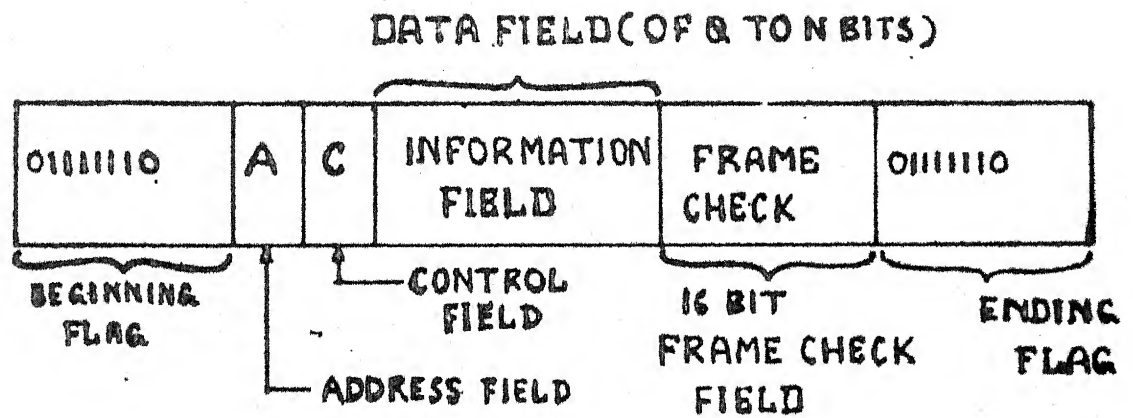 DATA FIELD (OF 0 TO N BITS)
01111110 A C INFORMATION FIELD FRAME CHECK 01111110
BEGINNING FLAG
CONTROL FIELD
ADDRESS FIELD
16 BIT
FRAME CHECK
FIELD
ENDING
FLAG